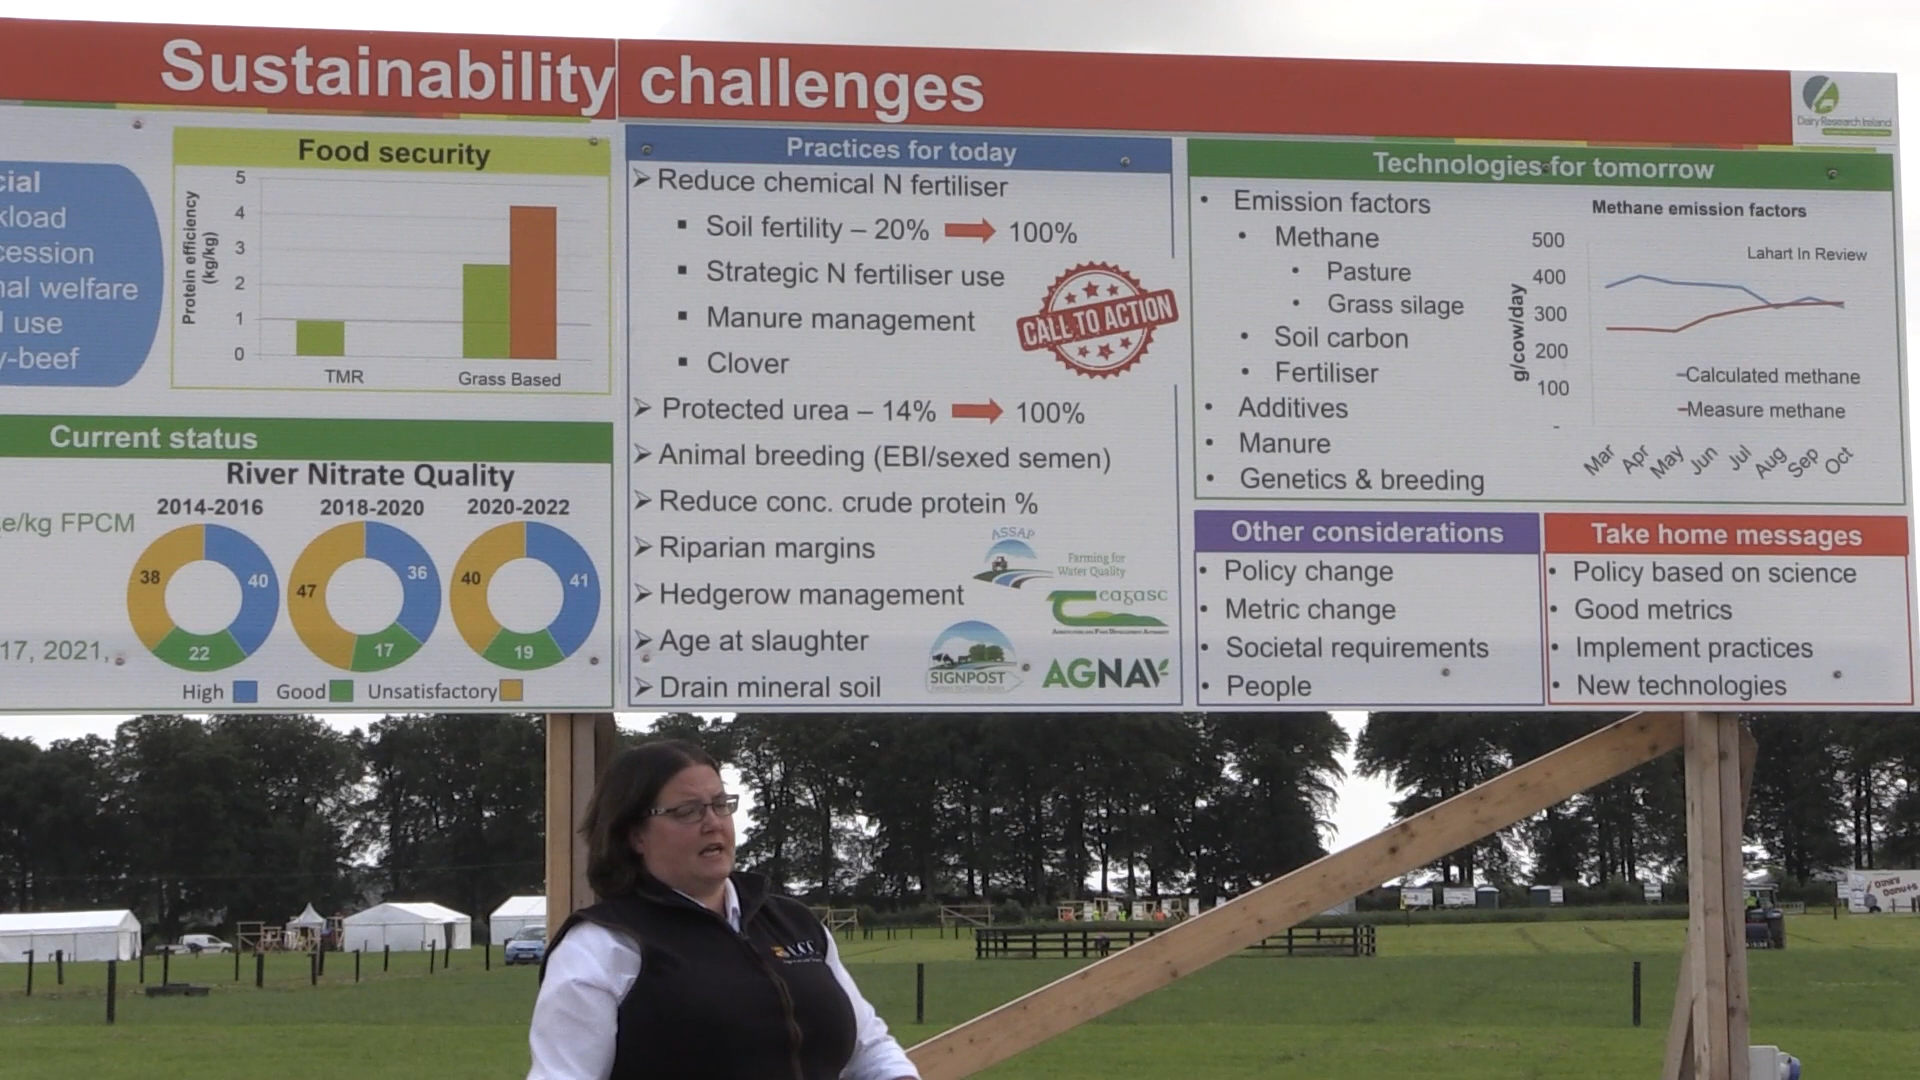 Sustainability challenges
Dairy Research Ireland
cial
kload
cession
nal welfare
l use
y-beef
Food security
Protein efficiency
(kg/kg)
5
4
3
2
1
0
TMR
Grass Based
Current status
River Nitrate Quality
2014-2016
2018-2020
2020-2022
e/kg FPCM
38
40
22
47
36
17
40
41
19
17, 2021,
High
Good
Unsatisfactory
Practices for today
➢ Reduce chemical N fertiliser
▪ Soil fertility – 20% 100%
▪ Strategic N fertiliser use
▪ Manure management
▪ Clover
CALL TO ACTION
➢ Protected urea – 14% 100%
➢ Animal breeding (EBI/sexed semen)
➢ Reduce conc. crude protein %
➢ Riparian margins
➢ Hedgerow management
➢ Age at slaughter
➢ Drain mineral soil
ASSAP
Farming for
Water Quality
eagasc
AGRICULTURE AND FOOD DEVELOPMENT AUTHORITY
SIGNPOST
AGNAV
Technologies for tomorrow
• Emission factors
• Methane
• Pasture
• Grass silage
• Soil carbon
• Fertiliser
• Additives
• Manure
• Genetics & breeding
Methane emission factors
Lahart In Review
g/cow/day
500
400
300
200
100
-
Calculated methane
Measure methane
Mar
Apr
May
Jun
Jul
Aug
Sep
Oct
Other considerations
• Policy change
• Metric change
• Societal requirements
• People
Take home messages
• Policy based on science
• Good metrics
• Implement practices
• New technologies